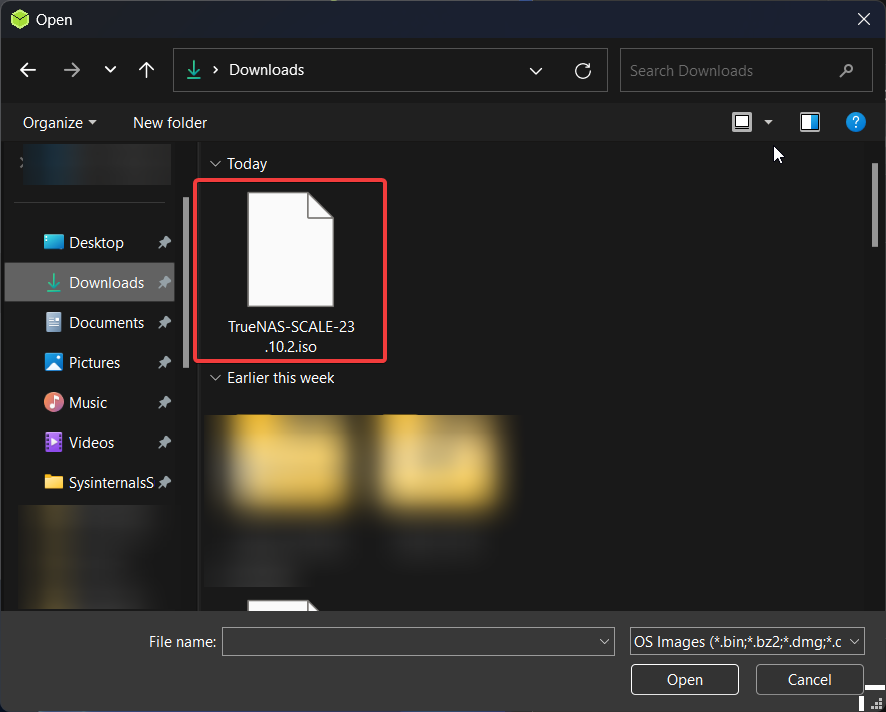 Open
Downloads
Search Downloads
Organize
New folder
?
Today
Desktop
Downloads
Documents
Pictures
Music
Videos
SysinternalsS
TrueNAS-SCALE-23
.10.2.iso
Earlier this week
File name:
OS Images (*.bin;*.bz2;*.dmg;*.c
Open
Cancel